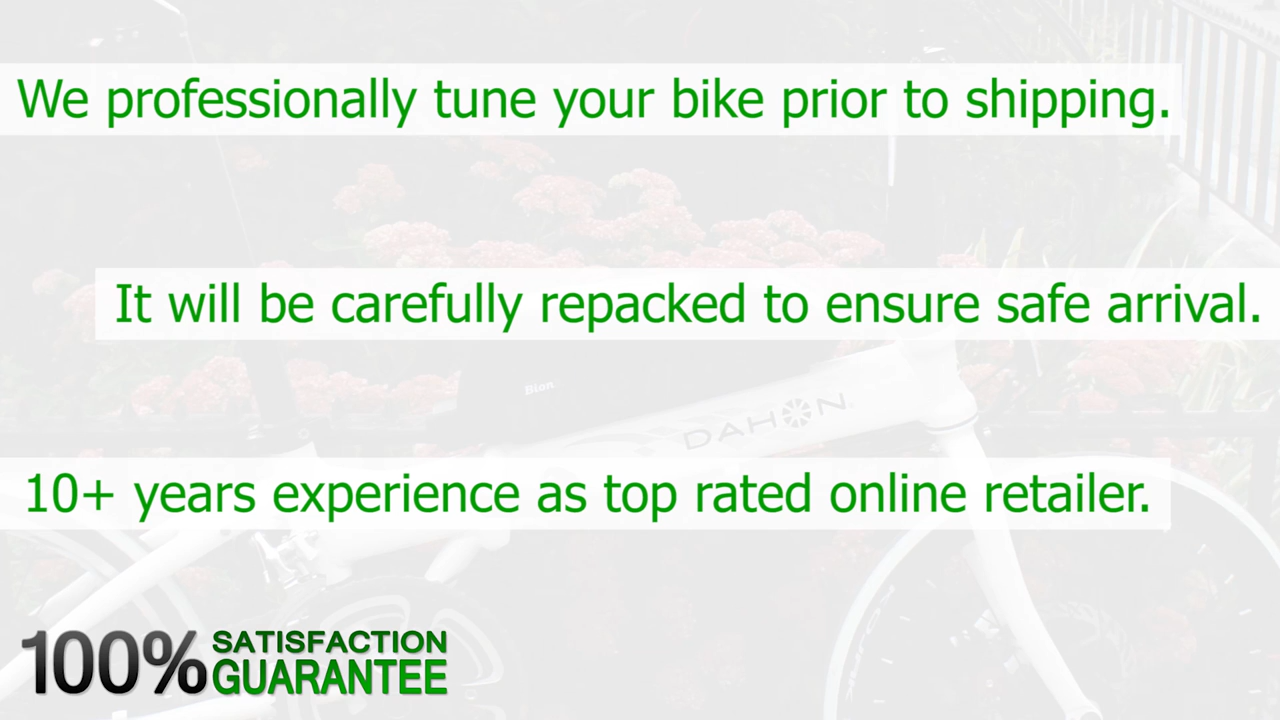 We professionally tune your bike prior to shipping.
It will be carefully repacked to ensure safe arrival.
Bion
DAHON
10+ years experience as top rated online retailer.
100% SATISFACTION
GUARANTEE